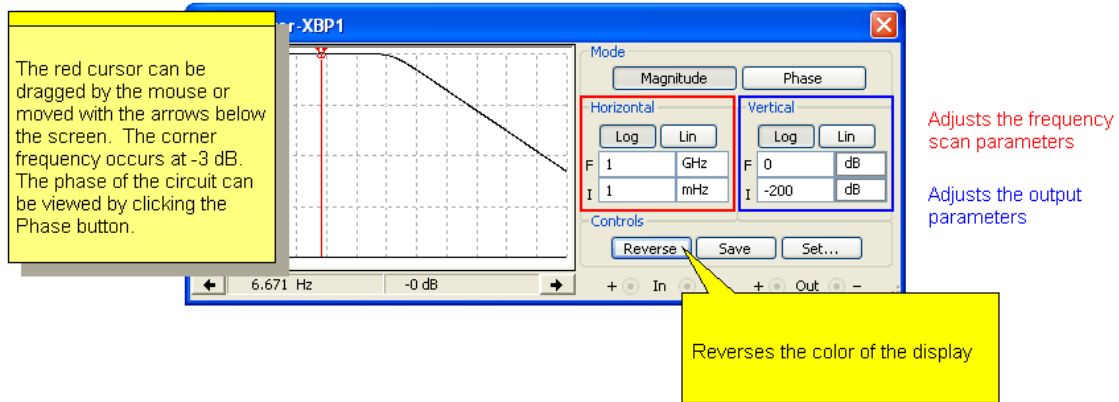 r-XBP1
The red cursor can be
dragged by the mouse or
moved with the arrows below
the screen. The corner
frequency occurs at -3 dB.
The phase of the circuit can
be viewed by clicking the
Phase button.
Mode
Magnitude Phase
Horizontal
Log Lin
F 1 GHz
I 1 mHz
Vertical
Log Lin
F 0 dB
I -200 dB
Adjusts the frequency
scan parameters
Adjusts the output
parameters
Controls
Reverse Save Set...
6.671 Hz -0 dB
+ In
+ Out -
Reverses the color of the display